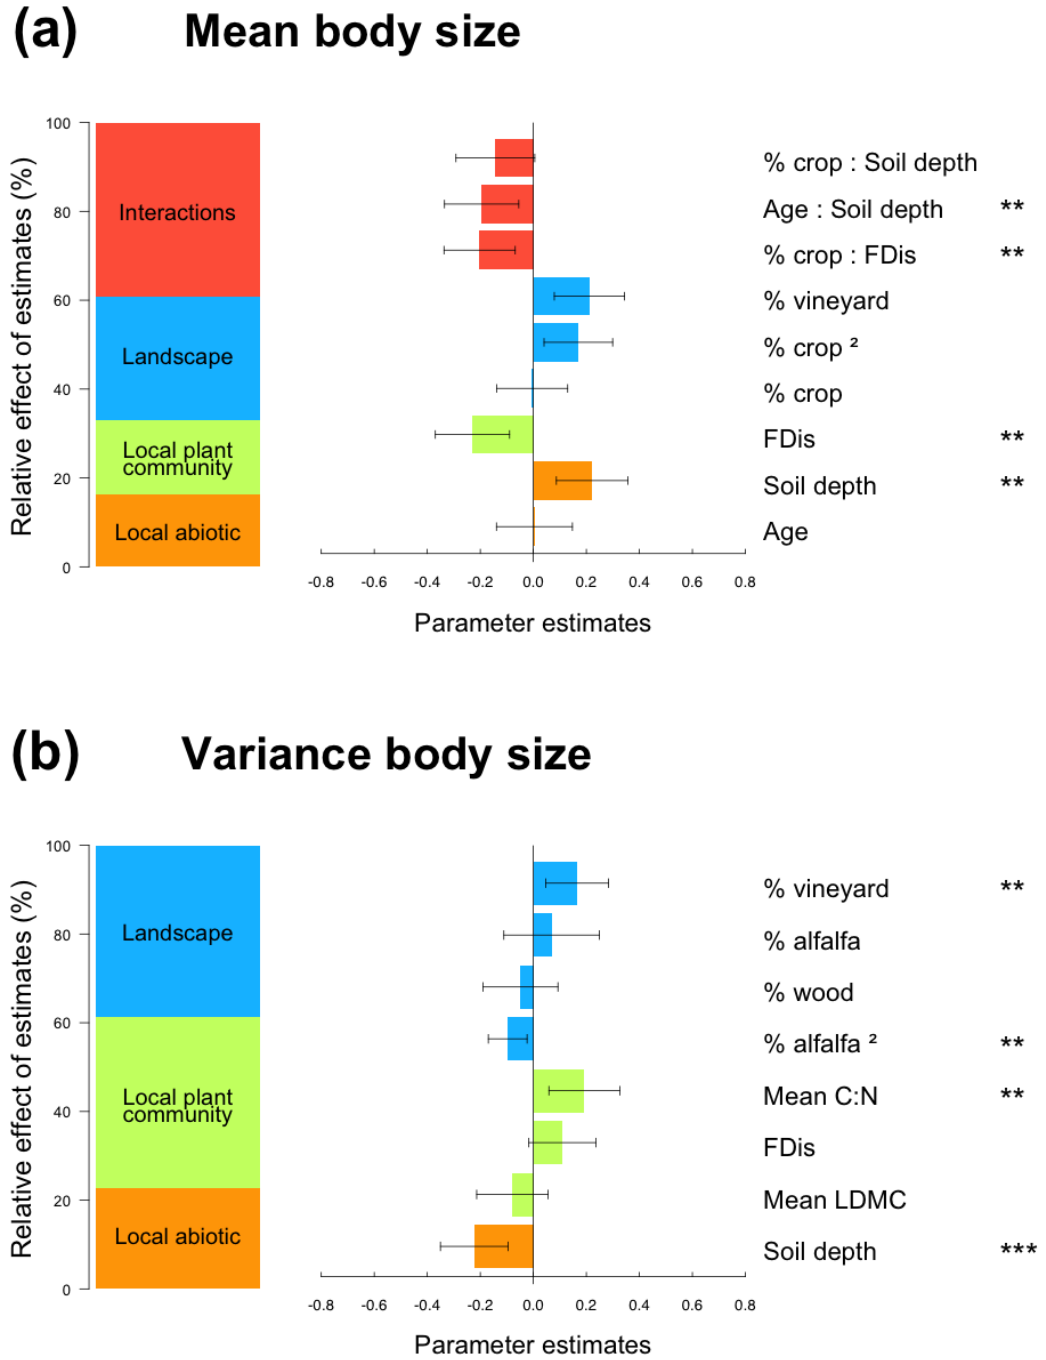 (a) Mean body size
Relative effect of estimates (%)
100
80
60
40
20
0
Interactions
Landscape
Local plant
community
Local abiotic
% crop : Soil depth
Age : Soil depth **
% crop : FDis **
% vineyard
% crop ²
% crop
FDis **
Soil depth **
Age
-0.8 -0.6 -0.4 -0.2 0.0 0.2 0.4 0.6 0.8
Parameter estimates
(b) Variance body size
Relative effect of estimates (%)
100
80
60
40
20
0
Landscape
Local plant
community
Local abiotic
% vineyard **
% alfalfa
% wood
% alfalfa ² **
Mean C:N **
FDis
Mean LDMC
Soil depth ***
-0.8 -0.6 -0.4 -0.2 0.0 0.2 0.4 0.6 0.8
Parameter estimates